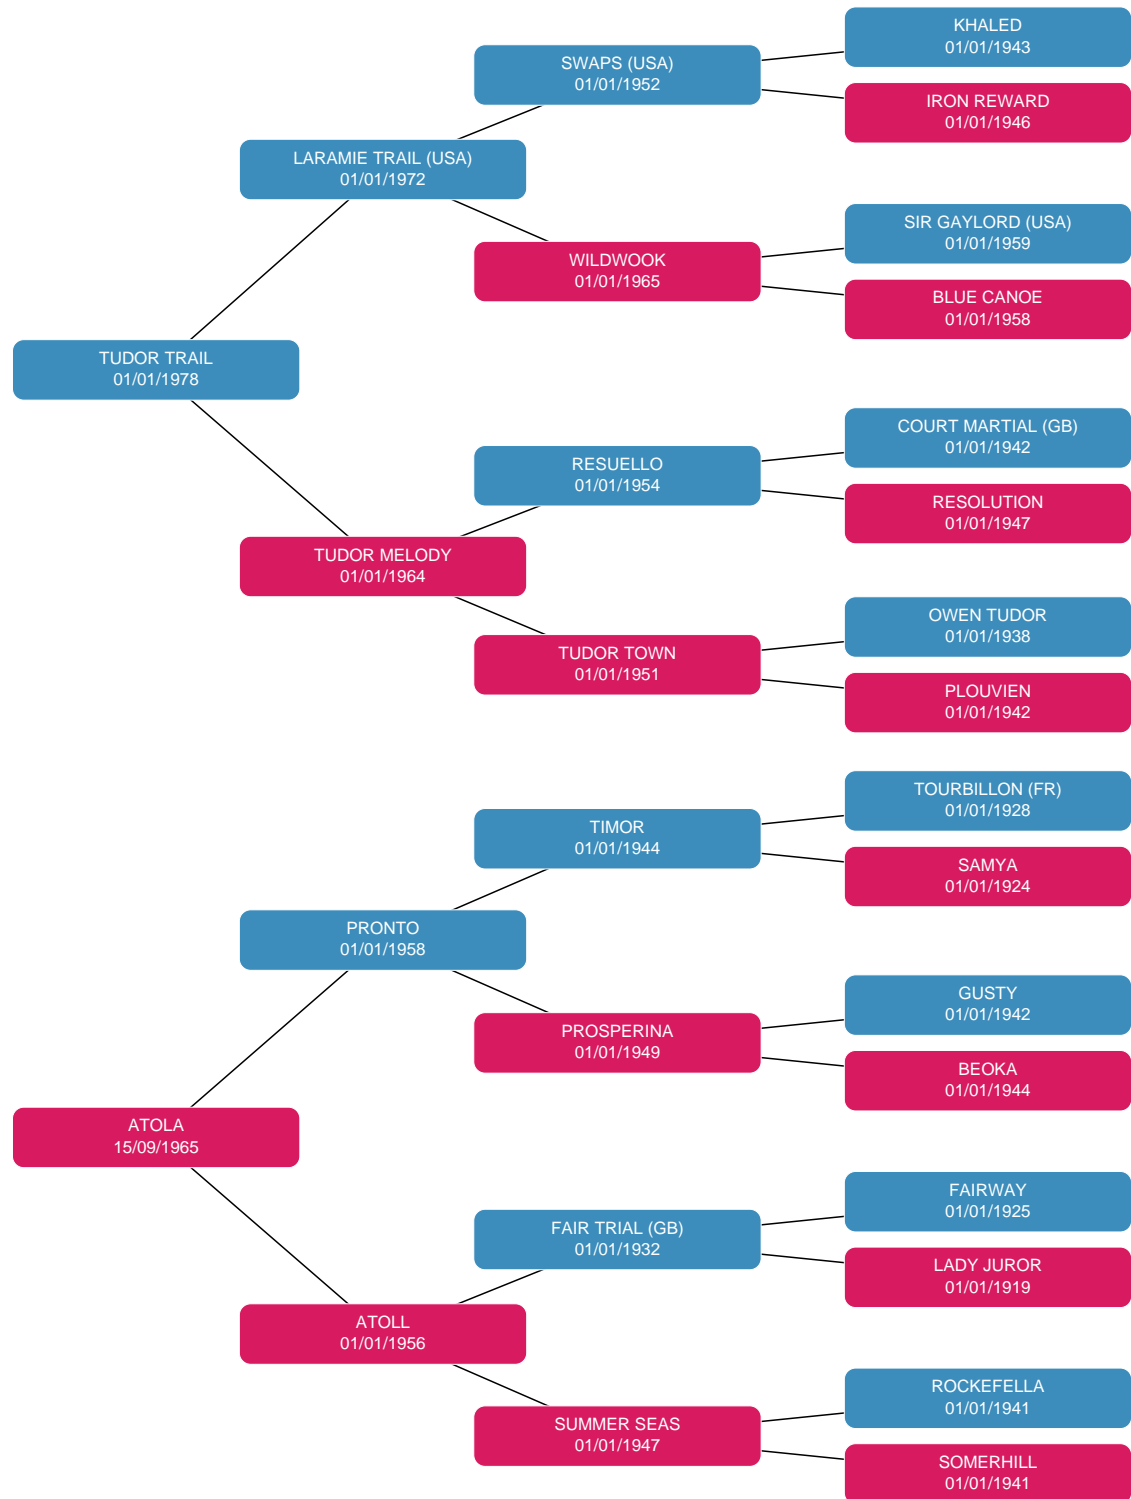 KHALED
01/01/1943
SWAPS (USA)
01/01/1952
IRON REWARD
01/01/1946
LARAMIE TRAIL (USA)
01/01/1972
SIR GAYLORD (USA)
01/01/1959
WILDWOOK
01/01/1965
BLUE CANOE
01/01/1958
TUDOR TRAIL
01/01/1978
COURT MARTIAL (GB)
01/01/1942
RESUELLO
01/01/1954
RESOLUTION
01/01/1947
TUDOR MELODY
01/01/1964
OWEN TUDOR
01/01/1938
TUDOR TOWN
01/01/1951
PLOUVIEN
01/01/1942
TOURBILLON (FR)
01/01/1928
TIMOR
01/01/1944
SAMYA
01/01/1924
PRONTO
01/01/1958
GUSTY
01/01/1942
PROSPERINA
01/01/1949
BEOKA
01/01/1944
ATOLA
15/09/1965
FAIRWAY
01/01/1925
FAIR TRIAL (GB)
01/01/1932
LADY JUROR
01/01/1919
ATOLL
01/01/1956
ROCKEFELLA
01/01/1941
SUMMER SEAS
01/01/1947
SOMERHILL
01/01/1941